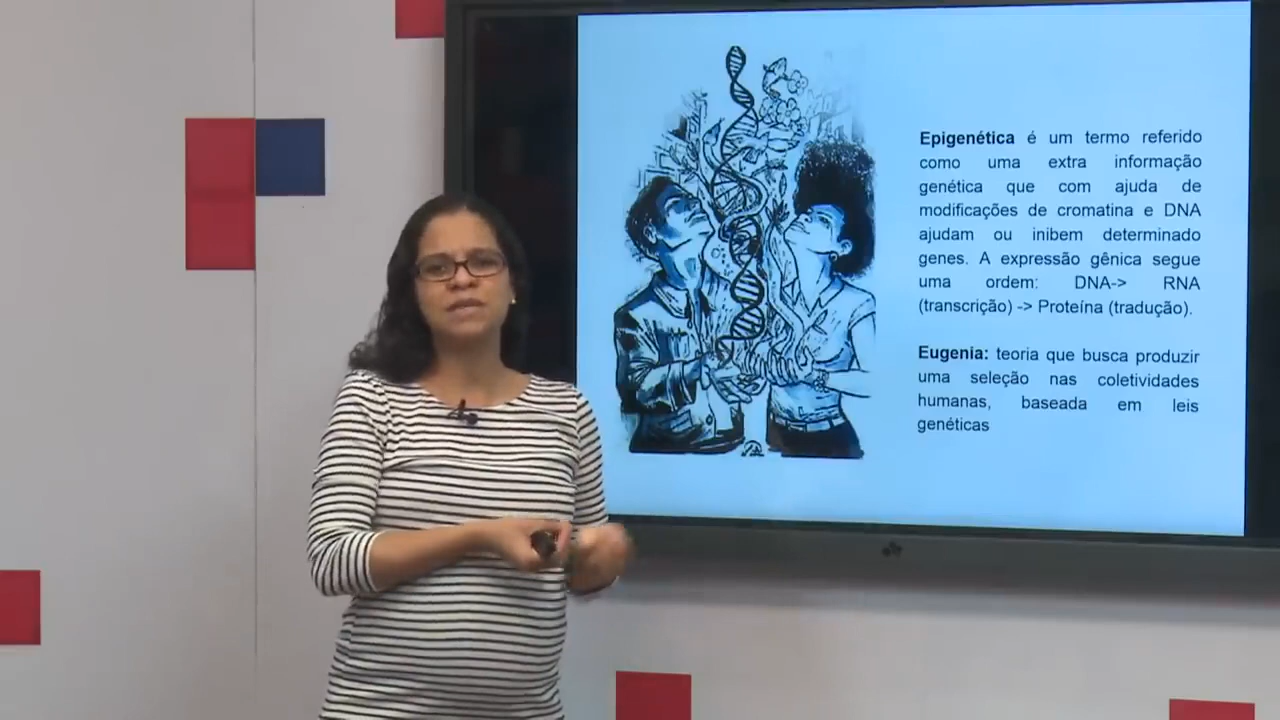 Epigenética é um termo referido
como uma extra informação
genética que com ajuda de
modificações de cromatina e DNA
ajudam ou inibem determinado
genes. A expressão gênica segue
uma ordem: DNA-> RNA
(transcrição) -> Proteína (tradução).
Eugenia: teoria que busca produzir
uma seleção nas coletividades
humanas, baseada em leis
genéticas